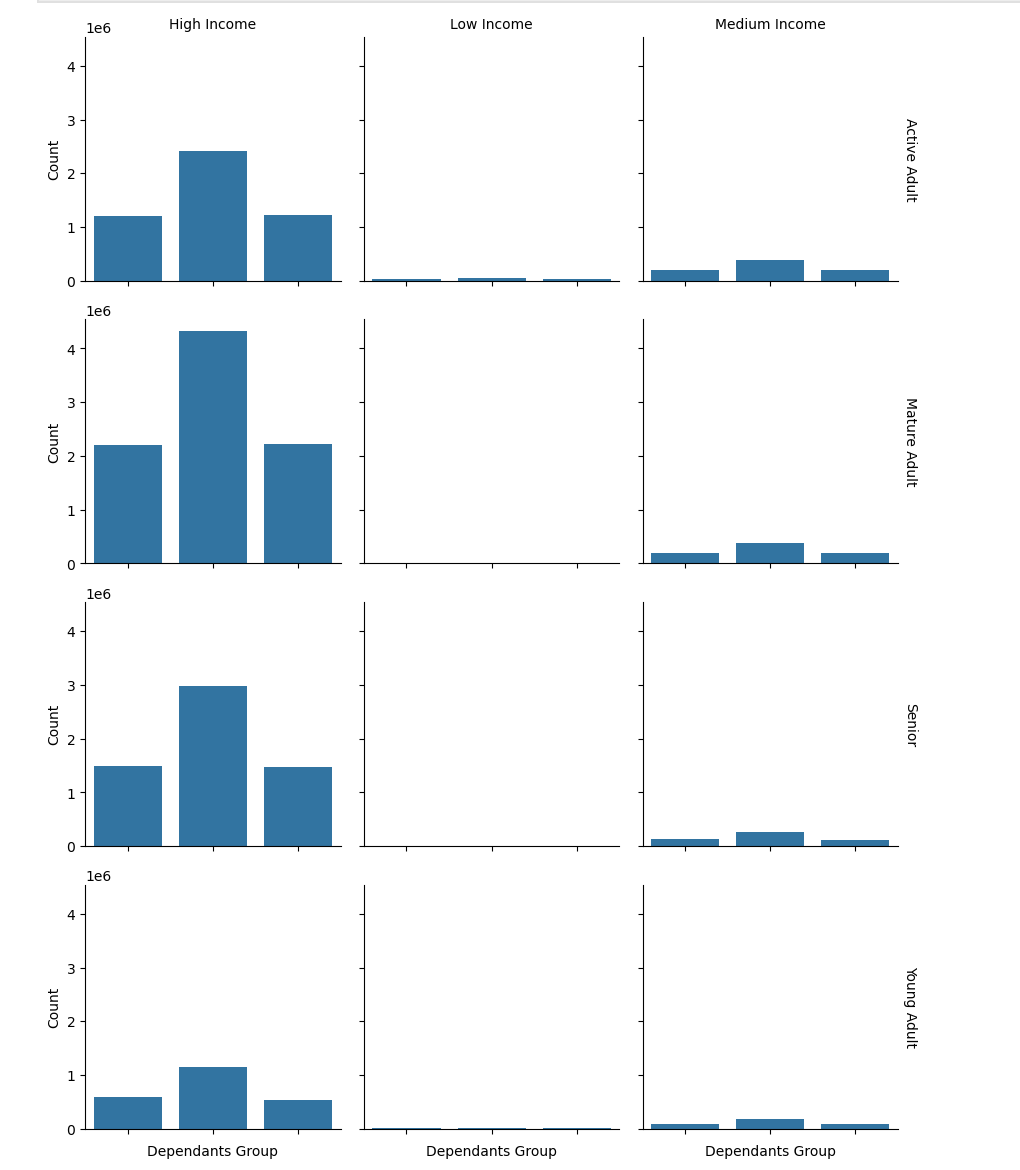 High Income Low Income Medium Income
1e6
4
3
2
1
0
Count
Active Adult
1e6
4
3
2
1
0
Count
Mature Adult
1e6
4
3
2
1
0
Count
Senior
1e6
4
3
2
1
0
Count
Young Adult
Dependants Group Dependants Group Dependants Group